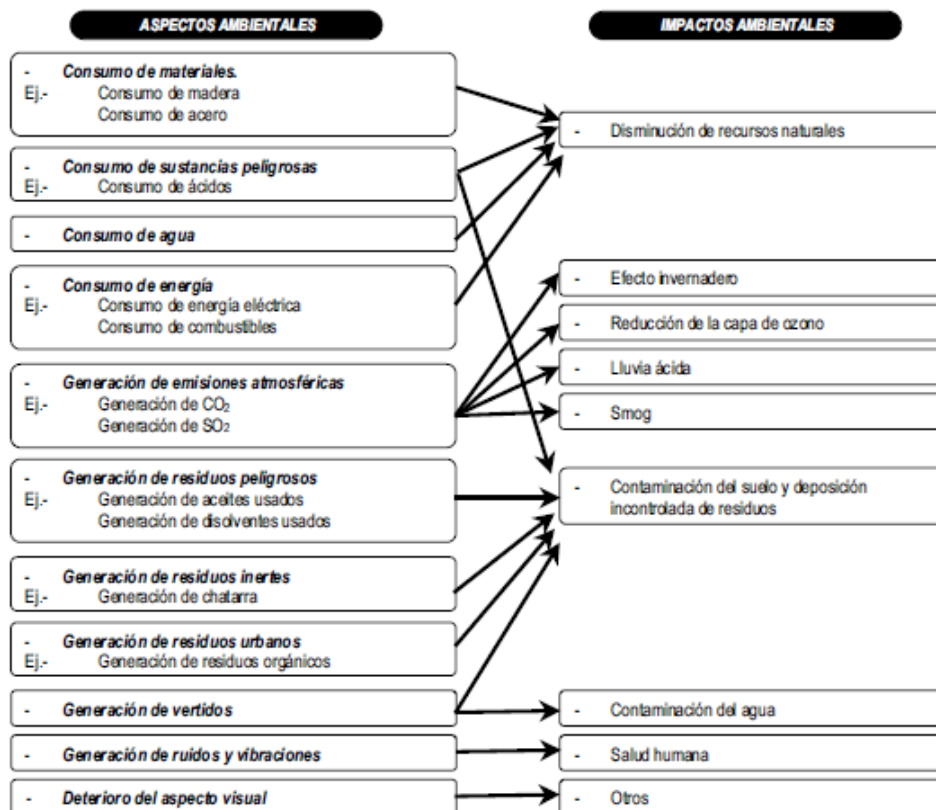 ASPECTOS AMBIENTALES
- Consumo de materiales.
Ej.- Consumo de madera
Consumo de acero
- Consumo de sustancias peligrosas
Ej.- Consumo de ácidos
- Consumo de agua
- Consumo de energía
Ej.- Consumo de energía eléctrica
Consumo de combustibles
- Generación de emisiones atmosféricas
Ej.- Generación de CO2
Generación de SO2
- Generación de residuos peligrosos
Ej.- Generación de aceites usados
Generación de disolventes usados
- Generación de residuos inertes
Ej.- Generación de chatarra
- Generación de residuos urbanos
Ej.- Generación de residuos orgánicos
- Generación de vertidos
- Generación de ruidos y vibraciones
- Deterioro del aspecto visual
IMPACTOS AMBIENTALES
- Disminución de recursos naturales
- Efecto invernadero
- Reducción de la capa de ozono
- Lluvia ácida
- Smog
- Contaminación del suelo y deposición
incontrolada de residuos
- Contaminación del agua
- Salud humana
- Otros